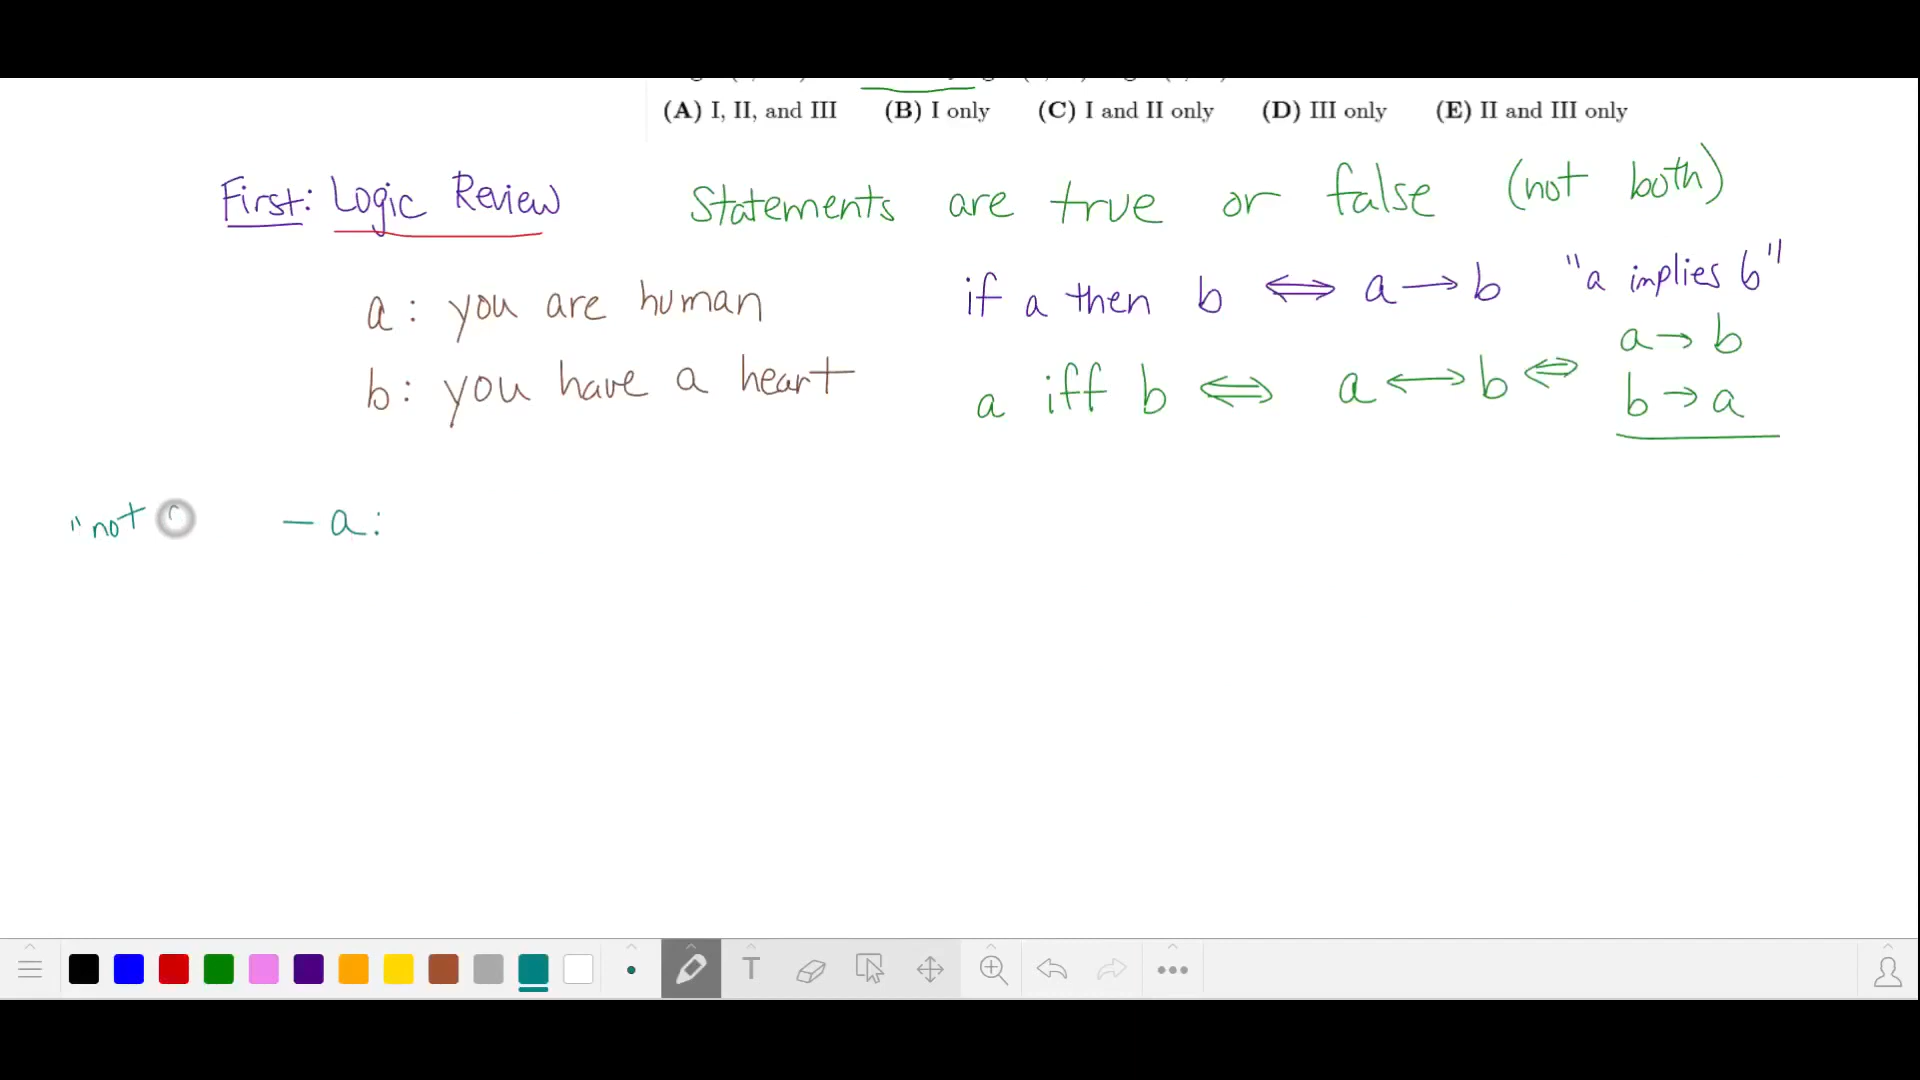 (A) I, II, and III (B) I only (C) I and II only (D) III only (E) II and III only
First: Logic Review Statements are true or false (not both)
a: you are human if a then b ⟺ a → b "a implies b"
b: you have a heart a iff b ⟺ a ⟷ b ⟺ a → b
b → a
"not – a:
T